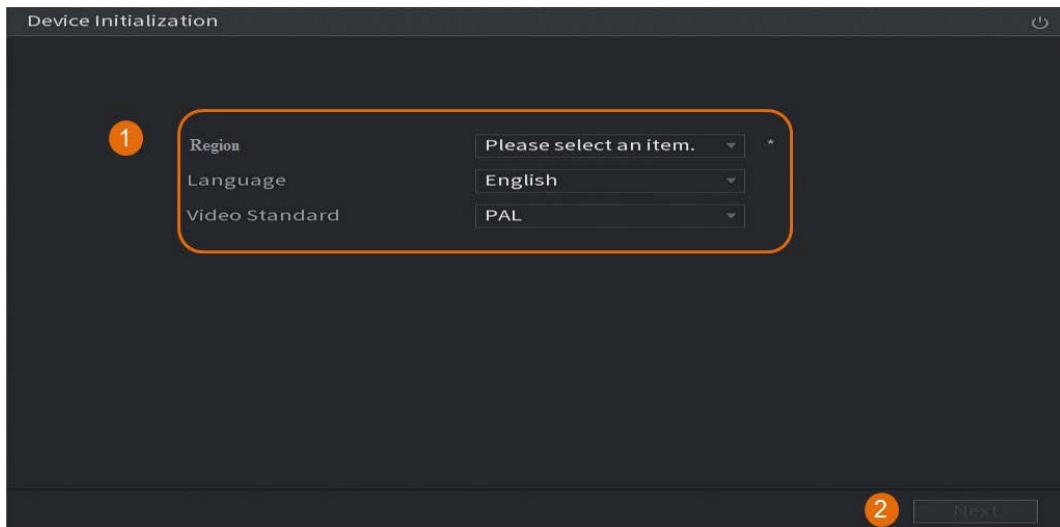 Device Initialization
1
Region Please select an item. *
Language English
Video Standard PAL
2 Next